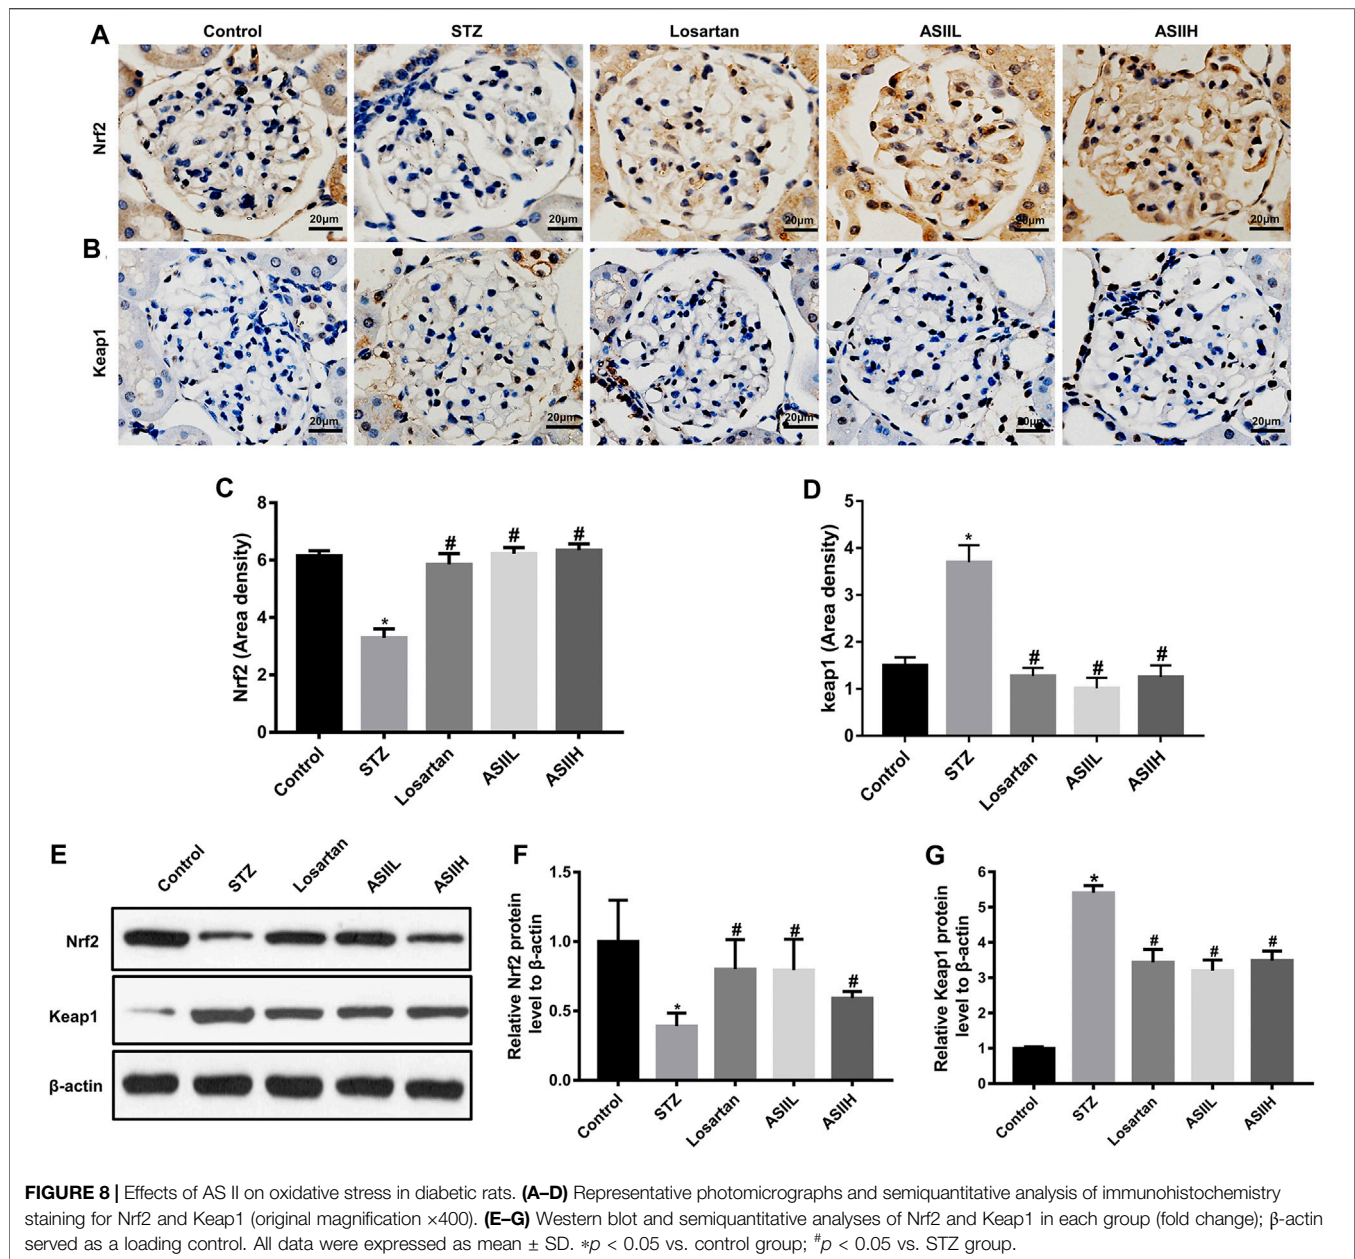 A
Control STZ Losartan ASIIL ASIIH
Nrf2
20µm 20µm 20µm 20µm 20µm
B
Keap1
20µm 20µm 20µm 20µm 20µm
C
Nrf2 (Area density)
8
6
4
2
0
* # # #
Control STZ Losartan ASIIL ASIIH
D
keap1 (Area density)
5
4
3
2
1
0
* # # #
Control STZ Losartan ASIIL ASIIH
E
Control STZ Losartan ASIIL ASIIH
Nrf2
Keap1
β-actin
F
Relative Nrf2 protein
level to β-actin
1.5
1.0
0.5
0.0
* # # #
Control STZ Losartan ASIIL ASIIH
G
Relative Keap1 protein
level to β-actin
6
5
4
3
2
1
0
* # # #
Control STZ Losartan ASIIL ASIIH
FIGURE 8 | Effects of AS II on oxidative stress in diabetic rats. (A–D) Representative photomicrographs and semiquantitative analysis of immunohistochemistry
staining for Nrf2 and Keap1 (original magnification ×400). (E–G) Western blot and semiquantitative analyses of Nrf2 and Keap1 in each group (fold change); β-actin
served as a loading control. All data were expressed as mean ± SD. *p < 0.05 vs. control group; #p < 0.05 vs. STZ group.